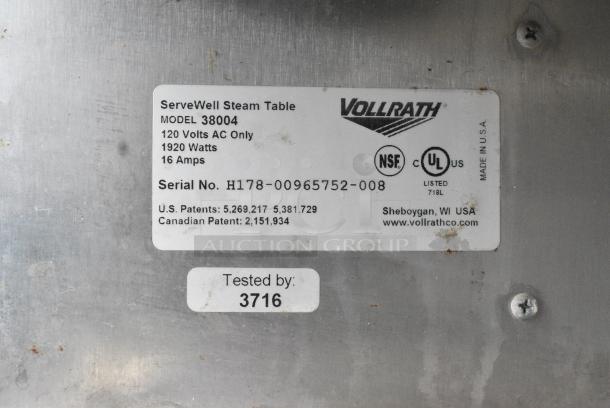 ServeWell Steam Table
MODEL 38004
120 Volts AC Only
1920 Watts
16 Amps
VOLLRATH®
NSF®
C UL® US
LISTED
718L
MADE IN U.S.A.
Serial No. H178-00965752-008
U.S. Patents: 5,269,217 5,381,729
Canadian Patent: 2,151,934
Sheboygan, WI USA
www.vollrathco.com
AUCTION GROUP
Tested by:
3716